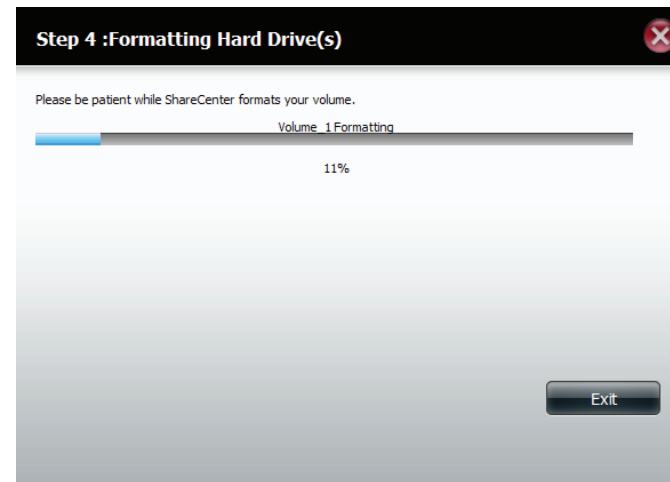 Step 4 :Formatting Hard Drive(s)
Please be patient while ShareCenter formats your volume.
Volume_1 Formatting
11%
Exit